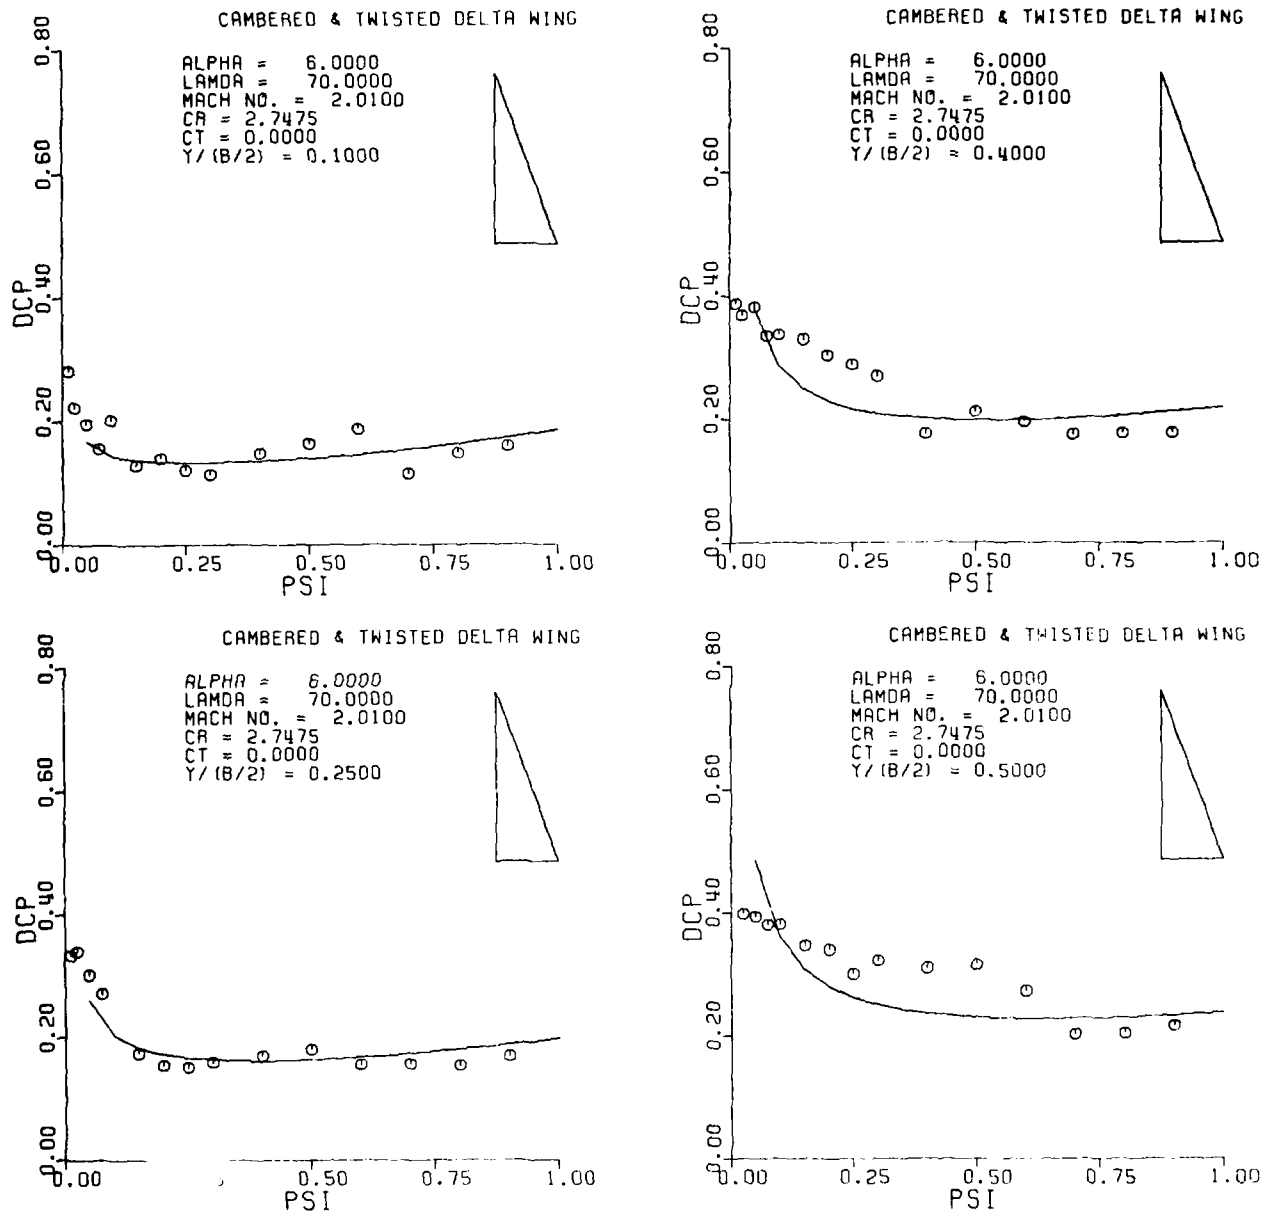 CAMBERED & TWISTED DELTA WING
ALPHA = 6.0000
LAMDA = 70.0000
MACH NO. = 2.0100
CR = 2.7475
CT = 0.0000
Y/(B/2) = 0.1000
0.80
0.60
0.40
0.20
0.00
DCP
0.00 0.25 0.50 0.75 1.00
PSI
CAMBERED & TWISTED DELTA WING
ALPHA = 6.0000
LAMDA = 70.0000
MACH NO. = 2.0100
CR = 2.7475
CT = 0.0000
Y/(B/2) = 0.4000
0.80
0.60
0.40
0.20
0.00
DCP
0.00 0.25 0.50 0.75 1.00
PSI
CAMBERED & TWISTED DELTA WING
ALPHA = 6.0000
LAMDA = 70.0000
MACH NO. = 2.0100
CR = 2.7475
CT = 0.0000
Y/(B/2) = 0.2500
0.80
0.60
0.40
0.20
0.00
DCP
0.00 0.50 0.75 1.00
PSI
CAMBERED & TWISTED DELTA WING
ALPHA = 6.0000
LAMDA = 70.0000
MACH NO. = 2.0100
CR = 2.7475
CT = 0.0000
Y/(B/2) = 0.5000
0.80
0.60
0.40
0.20
0.00
DCP
0.00 0.25 0.50 0.75 1.00
PSI